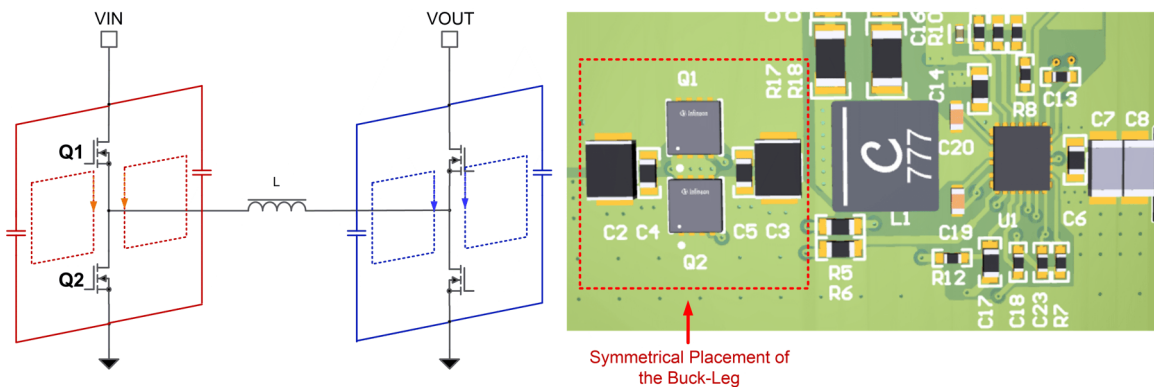 VIN
VOUT
Q1
L
Q2
Q1
infineon
Infineon
Q2
C2
C4
C5
C3
R17
R18
C16
R10
C14
R8
C13
C20
C7
C8
C
777
L1
U1
C19
C6
R5
R6
R12
C17
C18
C23
R7
Symmetrical Placement of
the Buck-Leg